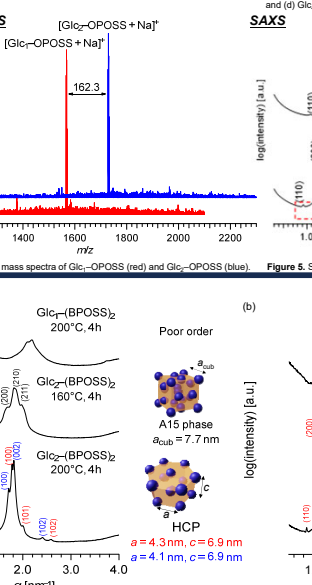 and (d) Glc
S
SAXS
[Glc2–OPOSS + Na]+
[Glc1–OPOSS + Na]+
162.3
log(intensity) [a.u.]
(110)
(110)
1400 1600 1800 2000 2200
m/z
1.0
mass spectra of Glc1–OPOSS (red) and Glc2–OPOSS (blue).
Figure 5. S
(b)
Glc1–(BPOSS)2
200°C, 4h
Poor order
Glc2–(BPOSS)2
160°C, 4h
(200)
(210)
(211)
acub
A15 phase
acub = 7.7 nm
log(intensity) [a.u.]
Glc2–(BPOSS)2
200°C, 4h
(100)
(100)
(002)
(101)
(102)
(102)
c
a
HCP
a = 4.3 nm, c = 6.9 nm
a = 4.1 nm, c = 6.9 nm
(200)
(110)
2.0 3.0 4.0